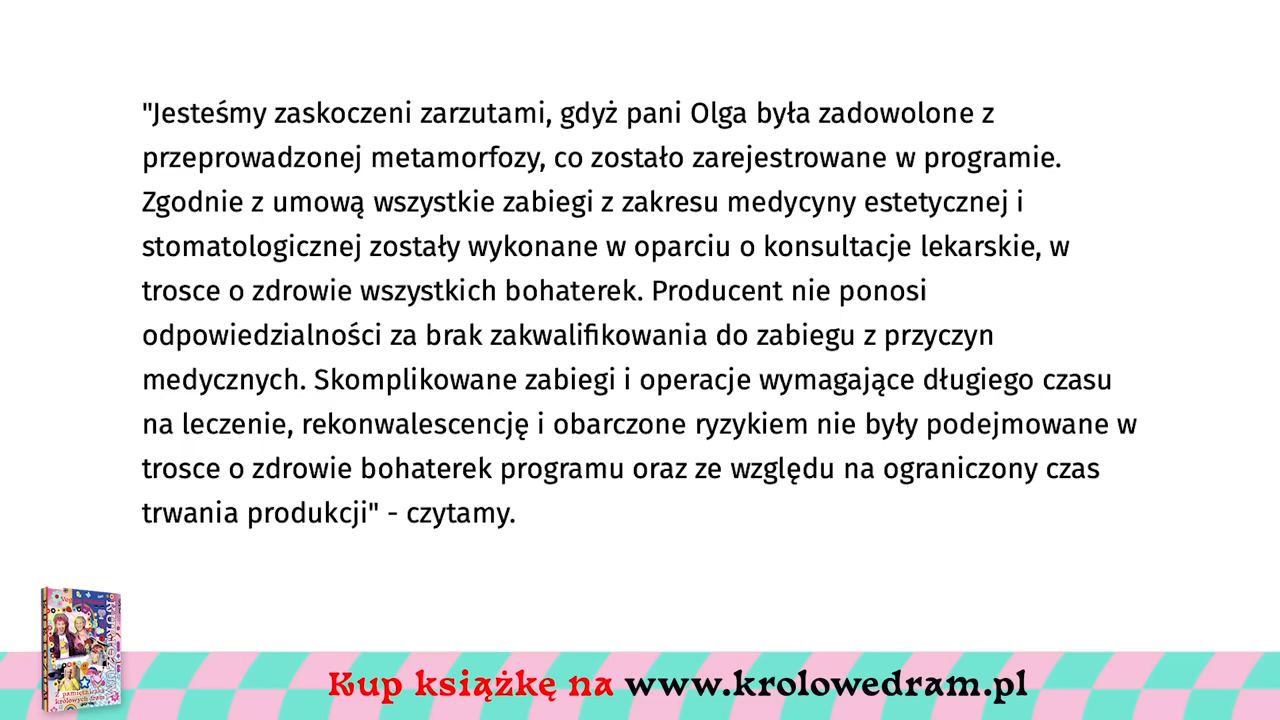 "Jesteśmy zaskoczeni zarzutami, gdyż pani Olga była zadowolone z
przeprowadzonej metamorfozy, co zostało zarejestrowane w programie.
Zgodnie z umową wszystkie zabiegi z zakresu medycyny estetycznej i
stomatologicznej zostały wykonane w oparciu o konsultacje lekarskie, w
trosce o zdrowie wszystkich bohaterek. Producent nie ponosi
odpowiedzialności za brak zakwalifikowania do zabiegu z przyczyn
medycznych. Skomplikowane zabiegi i operacje wymagające długiego czasu
na leczenie, rekonwalescencję i obarczone ryzykiem nie były podejmowane w
trosce o zdrowie bohaterek programu oraz ze względu na ograniczony czas
trwania produkcji" - czytamy.
Z pamiętnika
królowych dram
Kup książkę na www.krolowedram.pl